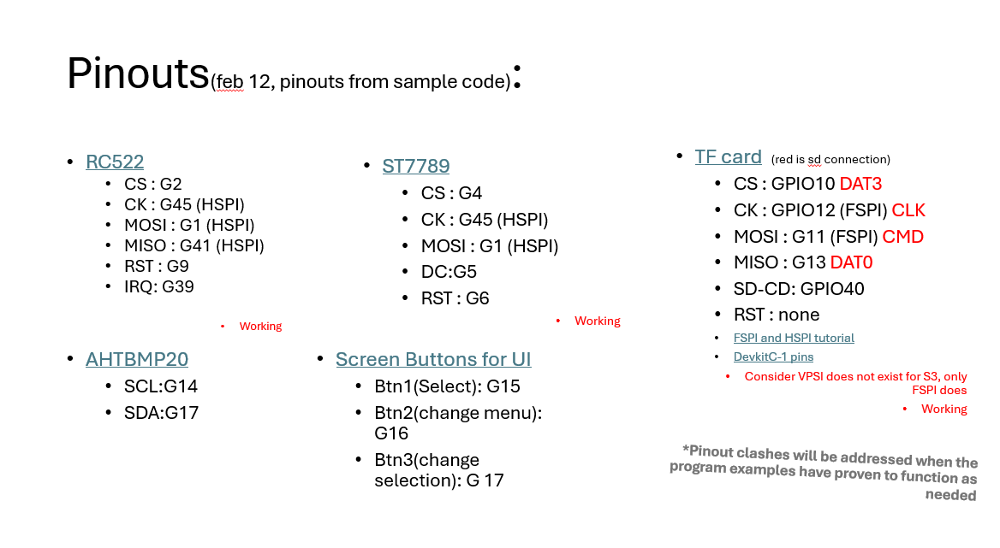 Pinouts(feb 12, pinouts from sample code):
• RC522
• CS : G2
• CK : G45 (HSPI)
• MOSI : G1 (HSPI)
• MISO : G41 (HSPI)
• RST : G9
• IRQ: G39
• Working
• ST7789
• CS : G4
• CK : G45 (HSPI)
• MOSI : G1 (HSPI)
• DC:G5
• RST : G6
• Working
• TF card (red is sd connection)
• CS : GPIO10 DAT3
• CK : GPIO12 (FSPI) CLK
• MOSI : G11 (FSPI) CMD
• MISO : G13 DAT0
• SD-CD: GPIO40
• RST : none
• FSPI and HSPI tutorial
• DevkitC-1 pins
• Consider VPSI does not exist for S3, only
FSPI does
• Working
• AHTBMP20
• SCL:G14
• SDA:G17
• Screen Buttons for UI
• Btn1(Select): G15
• Btn2(change menu):
G16
• Btn3(change
selection): G 17
*Pinout clashes will be addressed when the
program examples have proven to function as
needed